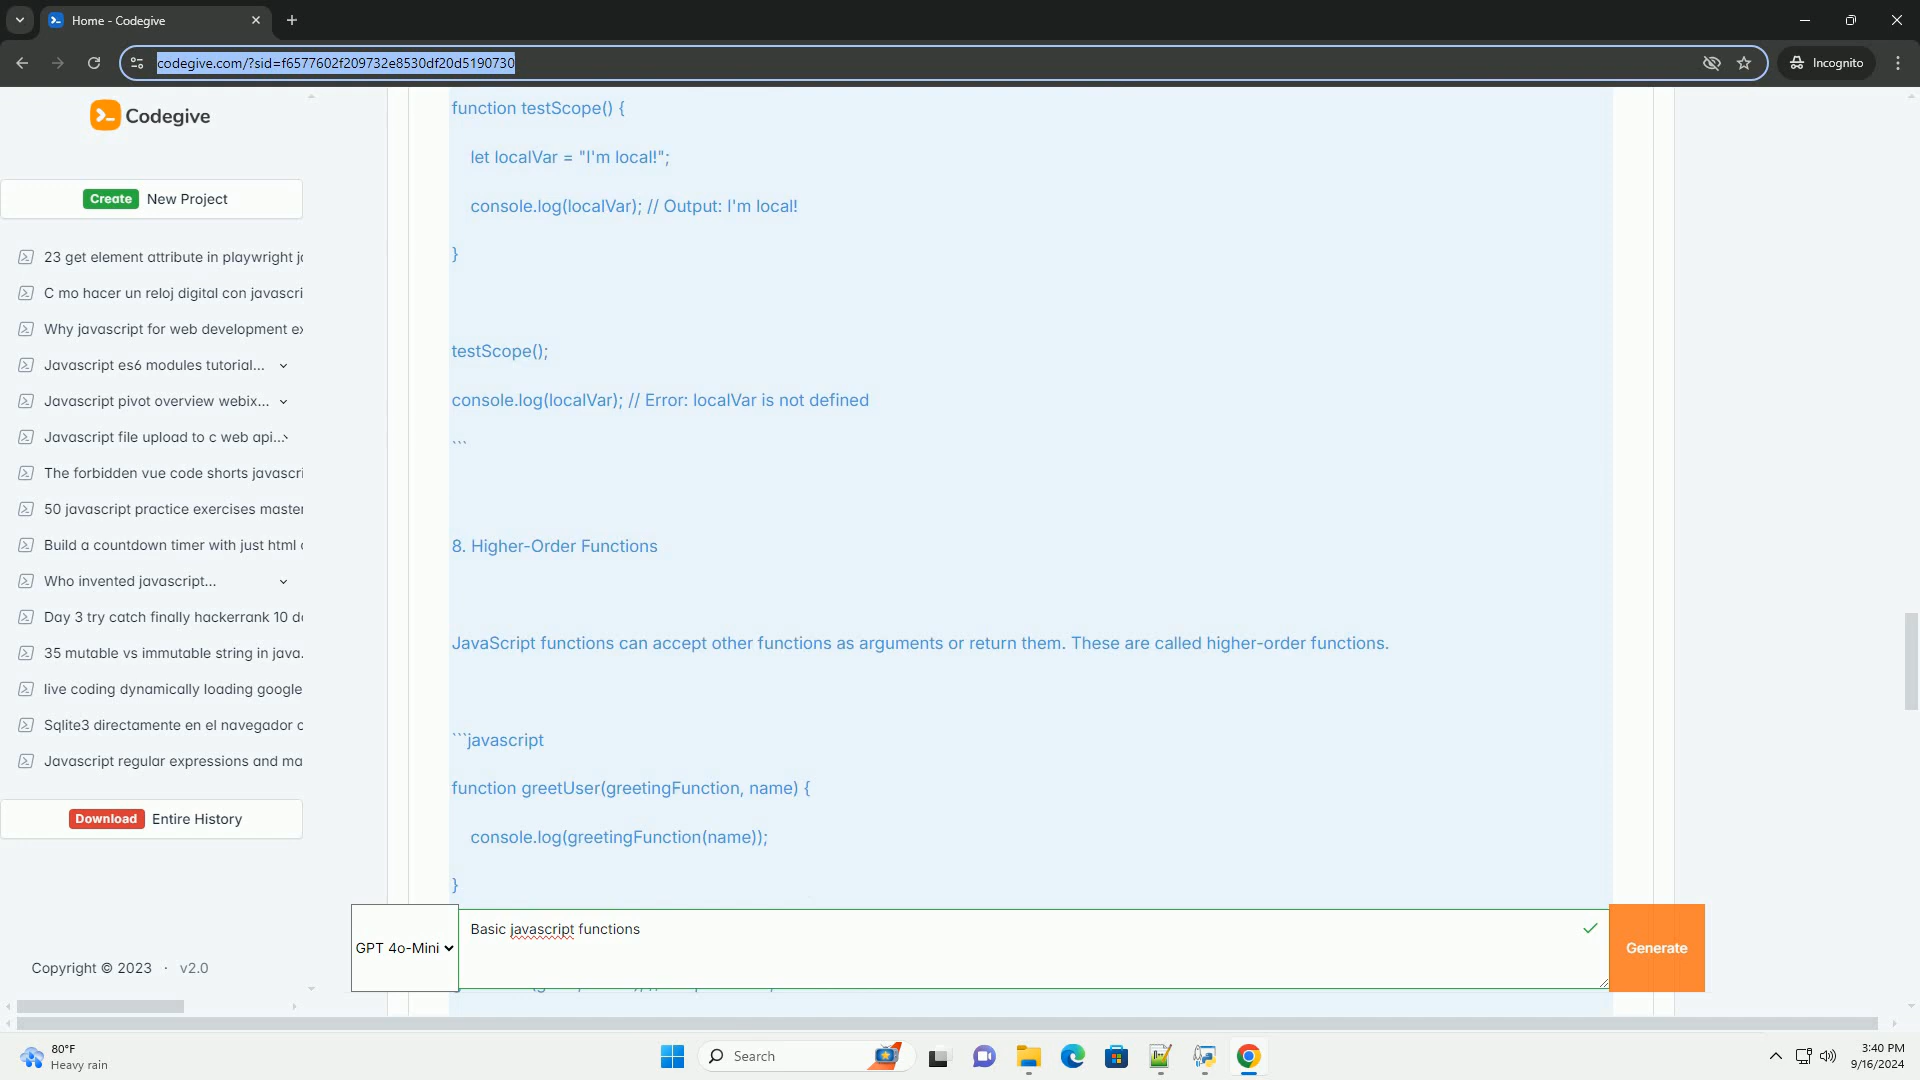 Home - Codegive
codegive.com/?sid=f6577602f209732e8530df20d5190730
Incognito
Codegive
Create New Project
23 get element attribute in playwright
C mo hacer un reloj digital con javascri
Why javascript for web development ex
Javascript es6 modules tutorial...
Javascript pivot overview webix...
Javascript file upload to c web api...
The forbidden vue code shorts javascri
50 javascript practice exercises master
Build a countdown timer with just html
Who invented javascript...
Day 3 try catch finally hackerrank 10 d
35 mutable vs immutable string in java.
live coding dynamically loading google
Sqlite3 directamente en el navegador
Javascript regular expressions and ma
Download Entire History
Copyright © 2023 · v2.0
function testScope() {
let localVar = "I'm local!";
console.log(localVar); // Output: I'm local!
}
testScope();
console.log(localVar); // Error: localVar is not defined
```
8. Higher-Order Functions
JavaScript functions can accept other functions as arguments or return them. These are called higher-order functions.
```javascript
function greetUser(greetingFunction, name) {
console.log(greetingFunction(name));
}
GPT 4o-Mini
Basic javascript functions
Generate
80°F
Heavy rain
Search
3:40 PM
9/16/2024